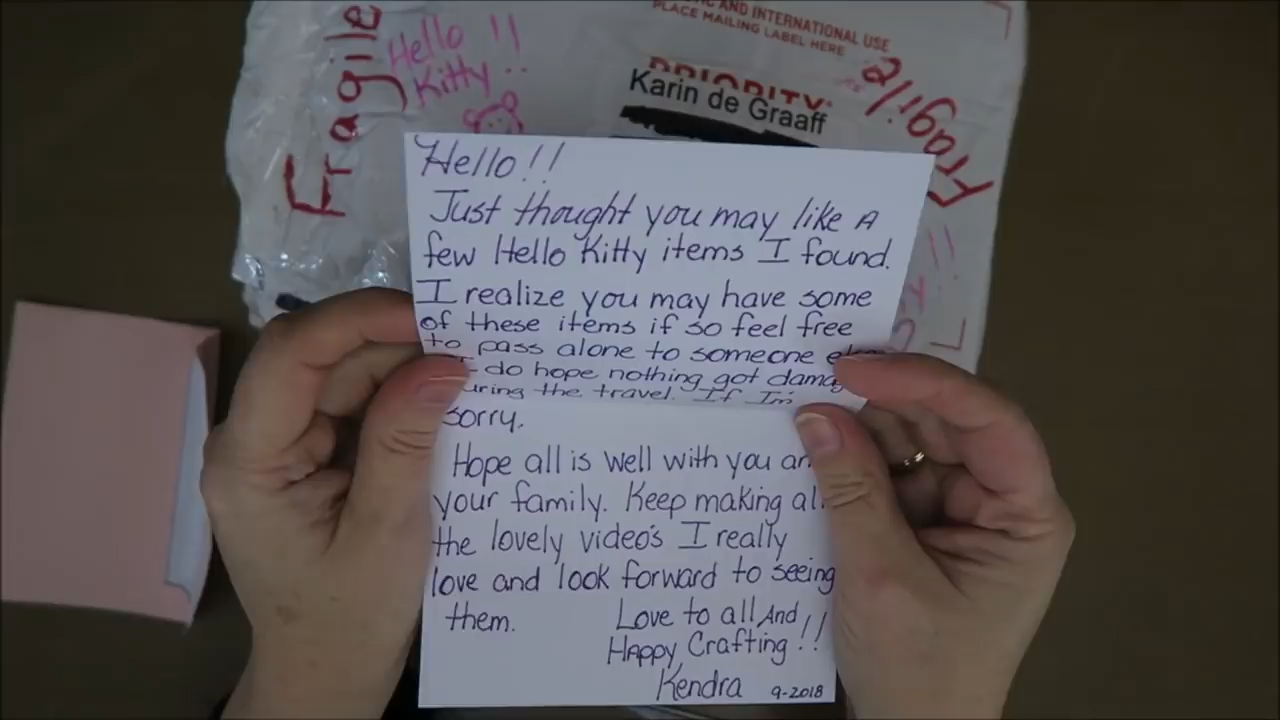 Fragile
Hello !!
Kitty !!
AND INTERNATIONAL USE
PLACE MAILING LABEL HERE
PRIORITY
Karin de Graaff
Fragile
!!
Hello!!
Just thought you may like A
few Hello Kitty items I found.
I realize you may have some
of these items if so feel free
to pass alone to someone
do hope nothing got
the travel. If I'm
sorry.
Hope all is well with you
your family. Keep making
the lovely video's I really
love and look forward to seeing
them.
Love to all And
Happy Crafting !!
Kendra 9-2018